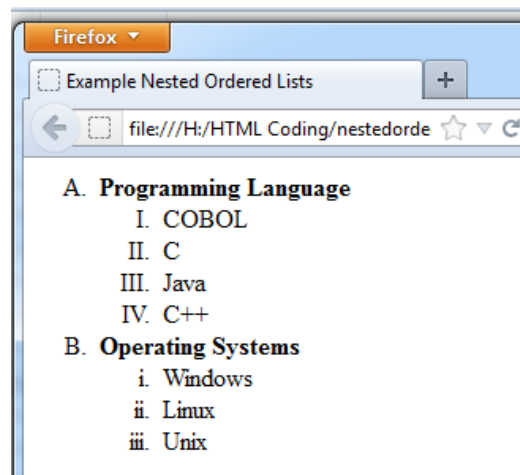 Firefox
Example Nested Ordered Lists
file:///H:/HTML Coding/nestedorde
A. Programming Language
I. COBOL
II. C
III. Java
IV. C++
B. Operating Systems
i. Windows
ii. Linux
iii. Unix